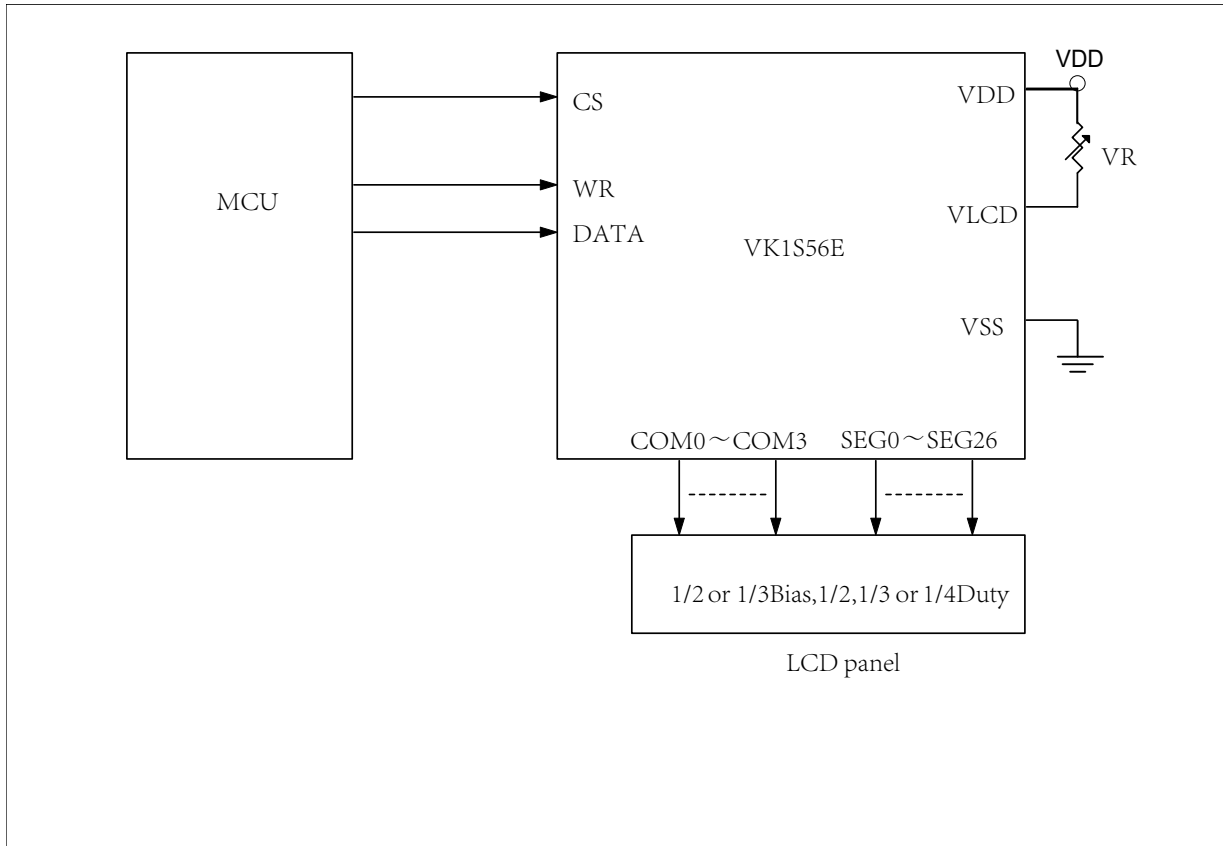 VDD
CS
VDD
VR
WR
MCU
VLCD
DATA
VK1S56E
VSS
COM0～COM3
SEG0～SEG26
1/2 or 1/3Bias,1/2,1/3 or 1/4Duty
LCD panel